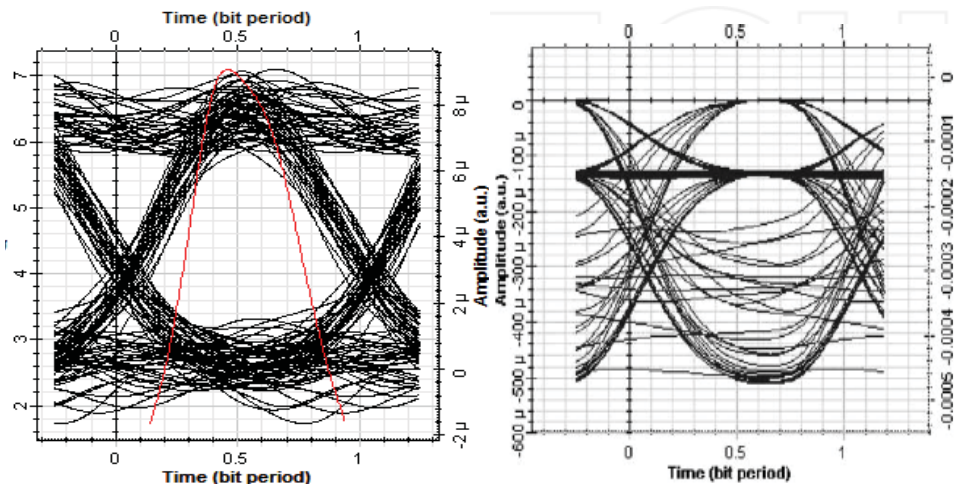 Time (bit period)
0 0.5 1
7
6
5
4
3
2
8 µ
6 µ
4 µ
2 µ
0
-2 µ
Amplitude (a.u.)
0 0.5 1
Time (bit period)
0 0.5 1
0
-100 µ
-200 µ
-300 µ
-400 µ
-500 µ
-600 µ
Amplitude (a.u.)
0
-0.0001
-0.0002
-0.0003
-0.0004
-0.0005
0 0.5 1
Time (bit period)